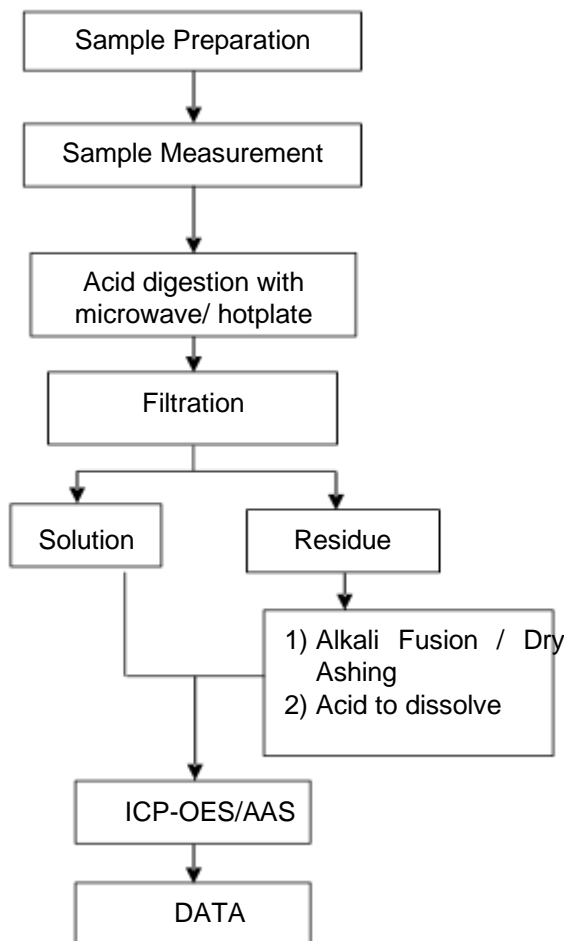 Sample Preparation
Sample Measurement
Acid digestion with
microwave/ hotplate
Filtration
Solution
Residue
1) Alkali Fusion / Dry
Ashing
2) Acid to dissolve
ICP-OES/AAS
DATA